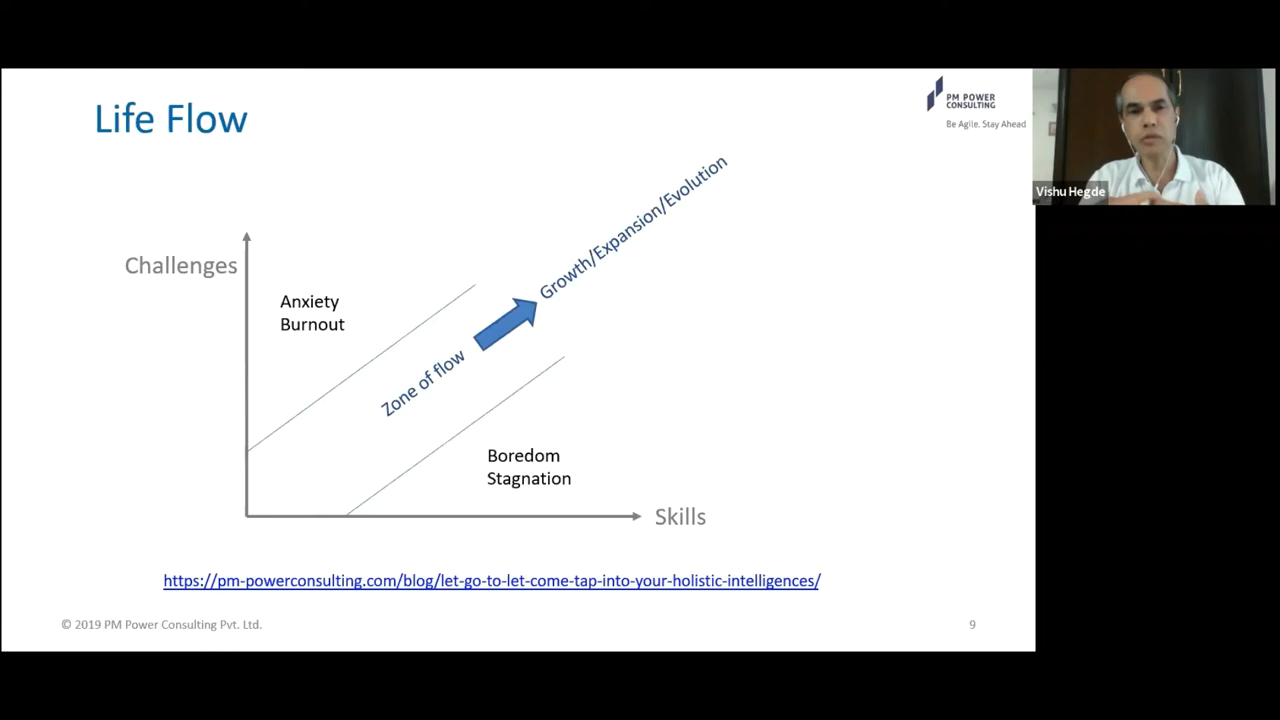 Life Flow
PM POWER
CONSULTING
Be Agile. Stay Ahead
Vishu Hegde
Challenges
Anxiety
Burnout
Zone of flow
Growth/Expansion/Evolution
Boredom
Stagnation
Skills
https://pm-powerconsulting.com/blog/let-go-to-let-come-tap-into-your-holistic-intelligences/
© 2019 PM Power Consulting Pvt. Ltd.
9